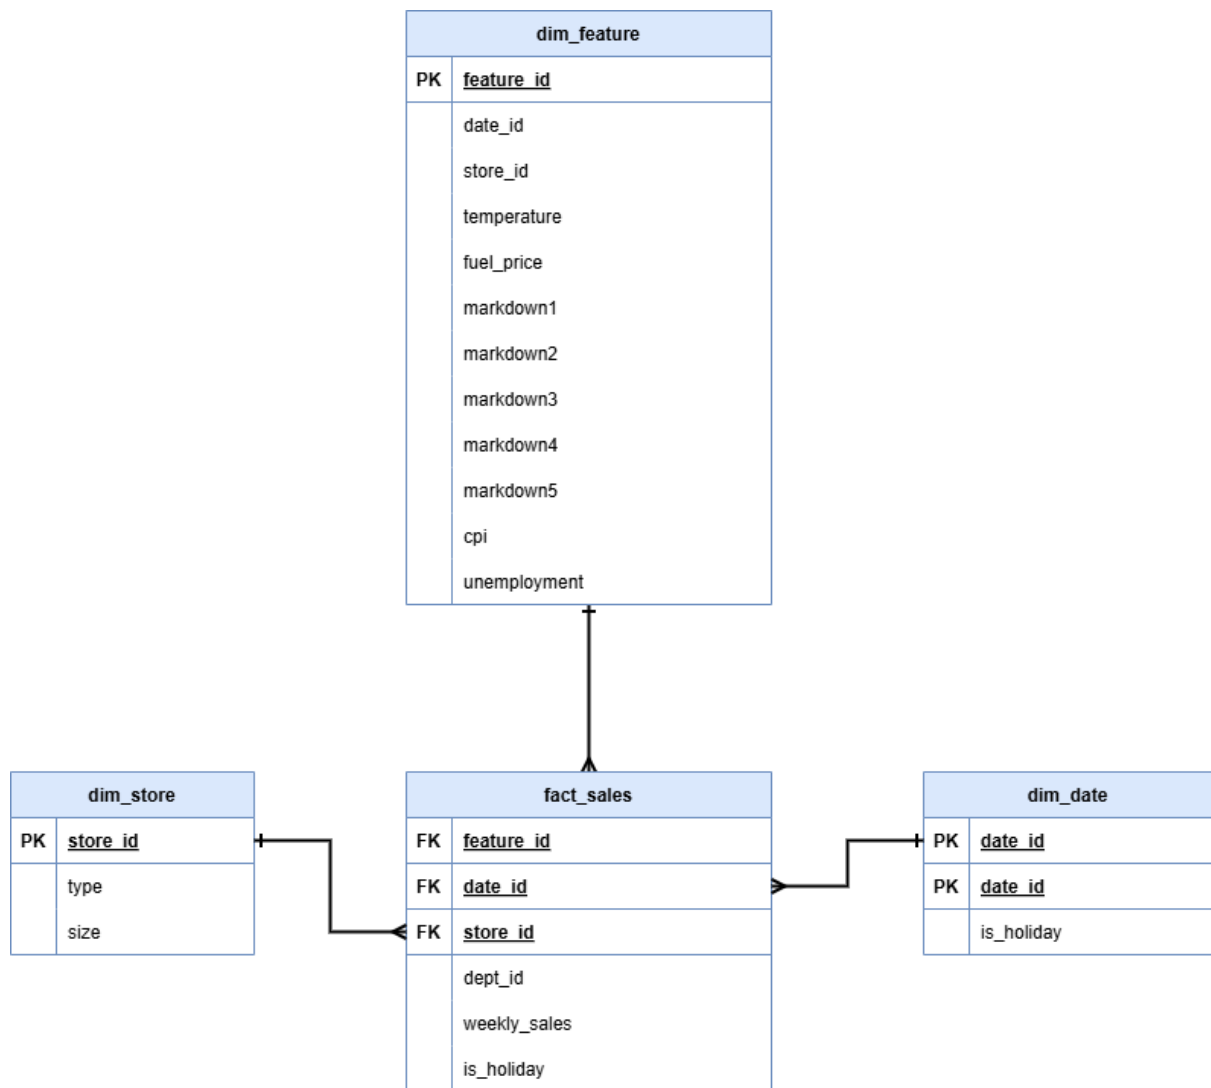 dim_feature
PK feature_id
date_id
store_id
temperature
fuel_price
markdown1
markdown2
markdown3
markdown4
markdown5
cpi
unemployment
dim_store
PK store_id
type
size
fact_sales
FK feature_id
FK date_id
FK store_id
dept_id
weekly_sales
is_holiday
dim_date
PK date_id
PK date_id
is_holiday